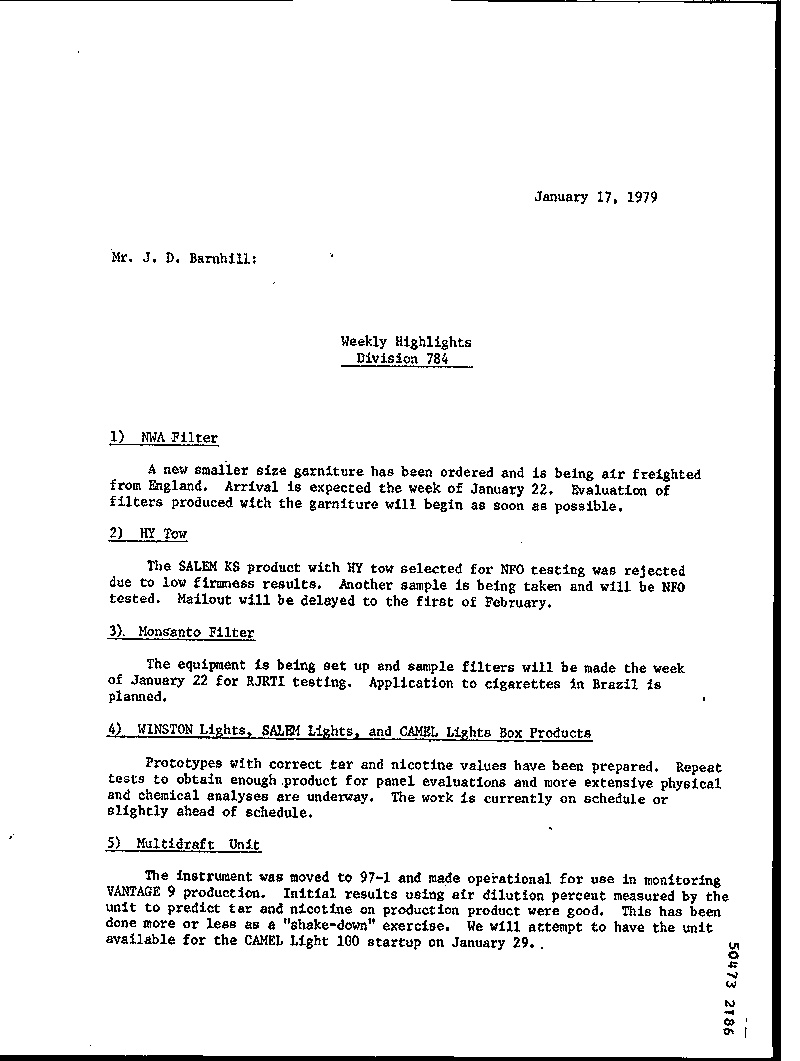 January 17, 1979
Mr. J. D. Barnhill:
Weekly Highlights
Division 784
1) NWA Filter
A new smaller size garniture has been ordered and is being air freighted
from England. Arrival is expected the week of January 22. Evaluation of
filters produced with the garniture will begin as soon as possible.
2) HY Tow
The SALEM KS product with HY tow selected for NFO testing was rejected
due to low firmness results. Another sample is being taken and will be NFO
tested. Mailout will be delayed to the first of February.
3). Monsanto Filter
The equipment is being set up and sample filters will be made the week
of January 22 for RJRTI testing. Application to cigarettes in Brazil is
planned.
4) WINSTON Lights, SALEM Lights, and CAMEL Lights Box Products
Prototypes with correct tar and nicotine values have been prepared. Repeat
tests to obtain enough product for panel evaluations and more extensive physical
and chemical analyses are underway. The work is currently on schedule or
slightly ahead of schedule.
5) Multidraft Unit
The instrument was moved to 97-1 and made operational for use in monitoring
VANTAGE 9 production. Initial results using air dilution percent measured by the
unit to predict tar and nicotine on production product were good. This has been
done more or less as a "shake-down" exercise. We will attempt to have the unit
available for the CAMEL Light 100 startup on January 29.
50473 2186